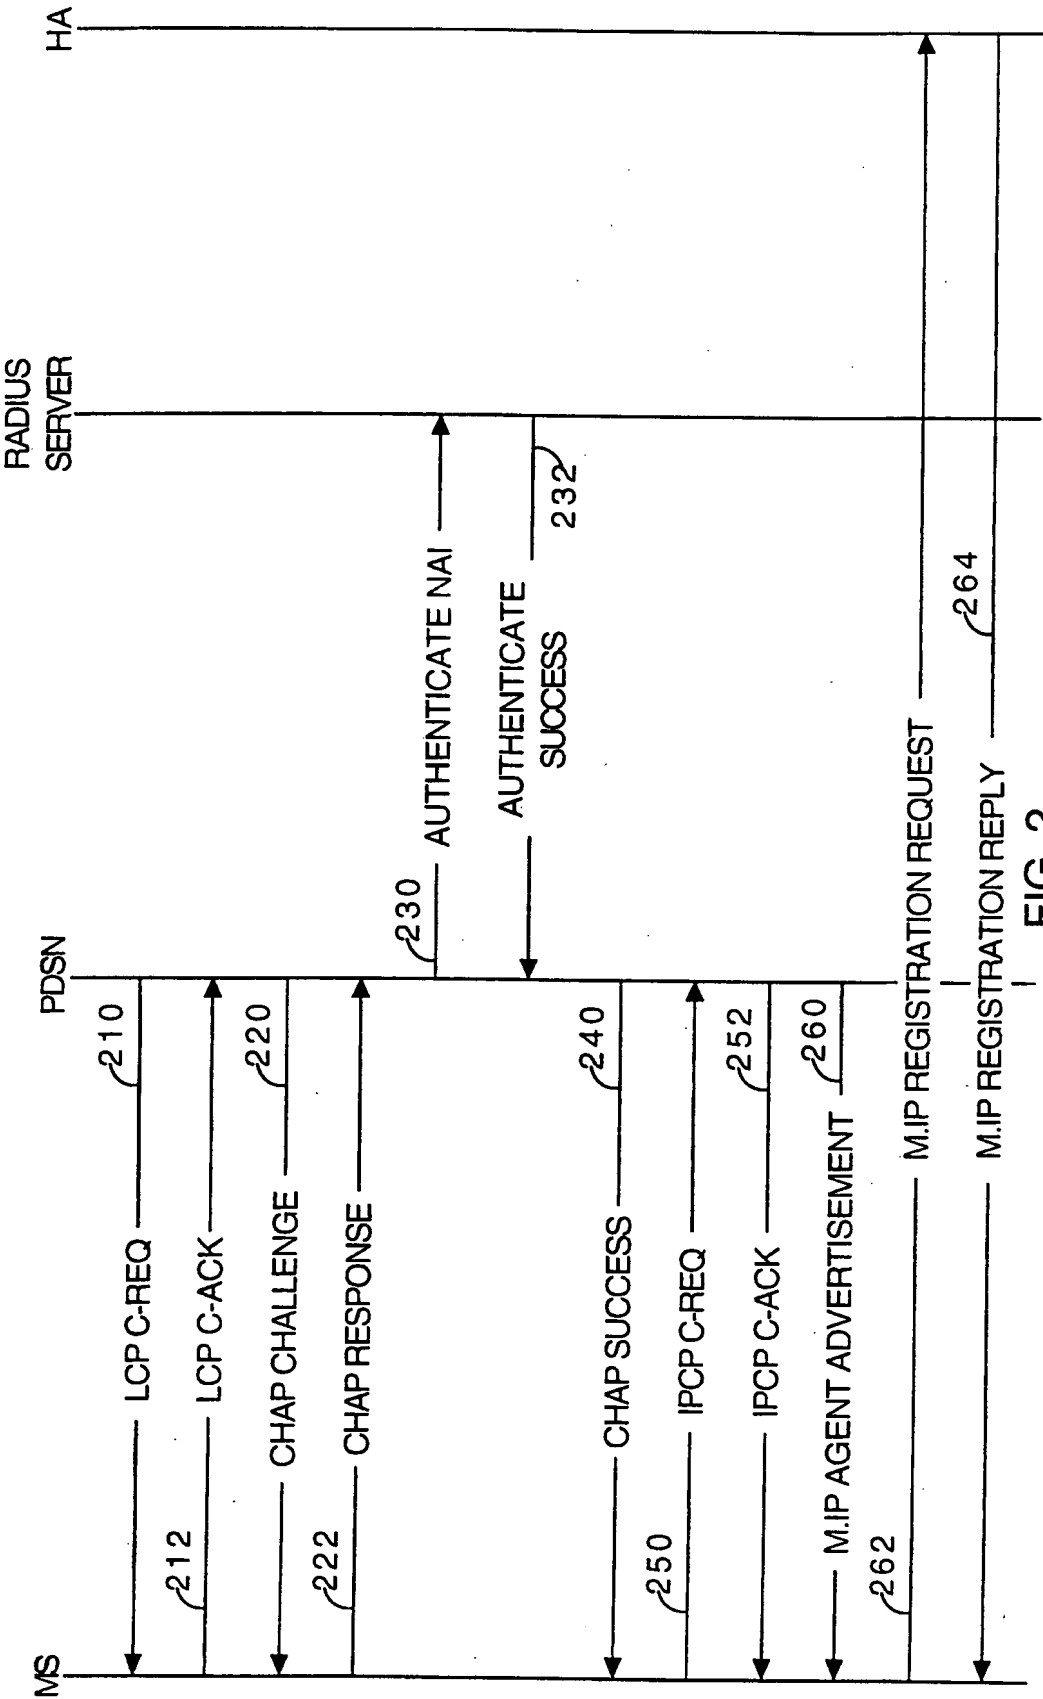 MS
PDSN
RADIUS
SERVER
HA
LCP C-REQ
210
212
LCP C-ACK
CHAP CHALLENGE
220
222
CHAP RESPONSE
230
AUTHENTICATE NAI
AUTHENTICATE
SUCCESS
232
CHAP SUCCESS
240
250
IPCP C-REQ
IPCP C-ACK
252
M.IP AGENT ADVERTISEMENT
260
262
M.IP REGISTRATION REQUEST
M.IP REGISTRATION REPLY
264
FIG.